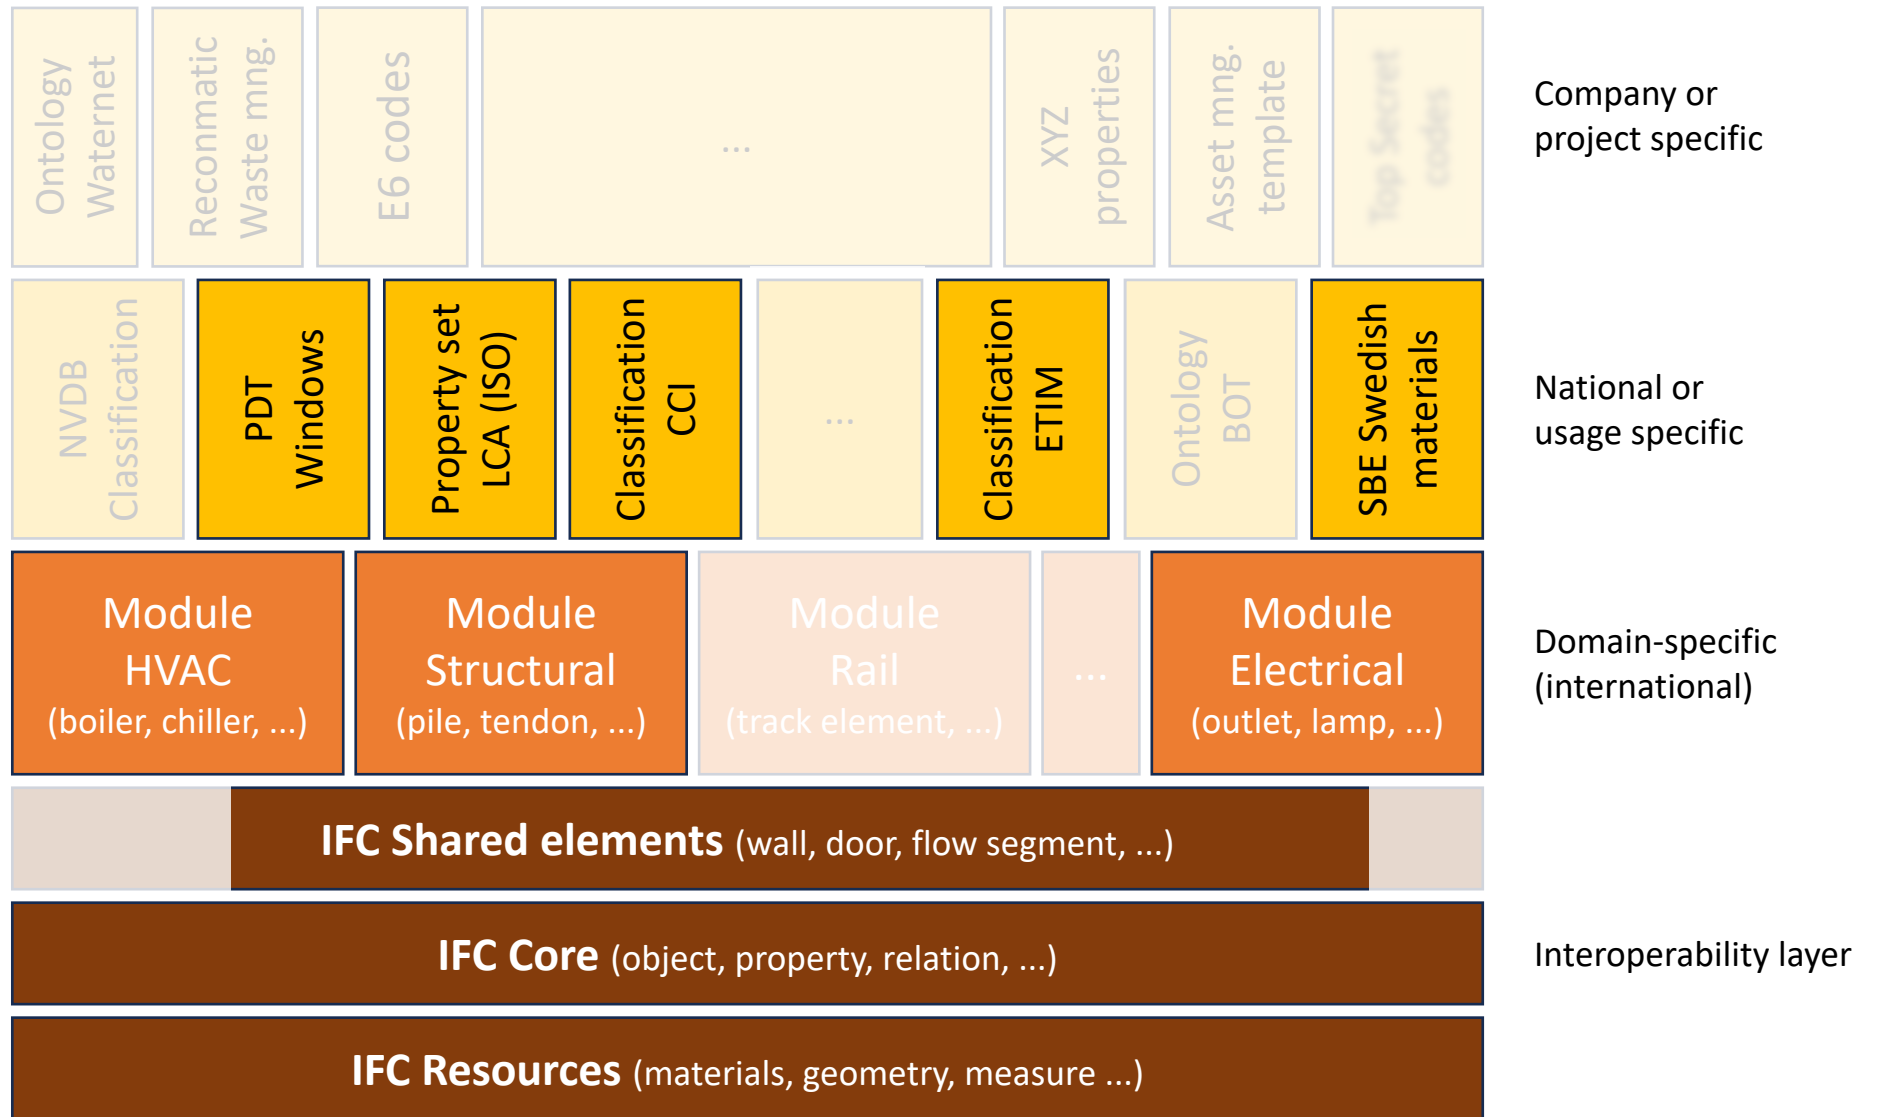 Ontology
Waternet
Reconmatic
Waste mng.
E6 codes
...
XYZ
properties
Asset mng.
template
Top Secret
codes
Company or
project specific
NVDB
Classification
PDT
Windows
Property set
LCA (ISO)
Classification
CCI
...
Classification
ETIM
Ontology
BOT
SBE Swedish
materials
National or
usage specific
Module
HVAC
(boiler, chiller, ...)
Module
Structural
(pile, tendon, ...)
Module
Rail
(track element, ...)
...
Module
Electrical
(outlet, lamp, ...)
Domain-specific
(international)
IFC Shared elements (wall, door, flow segment, ...)
IFC Core (object, property, relation, ...)
Interoperability layer
IFC Resources (materials, geometry, measure ...)